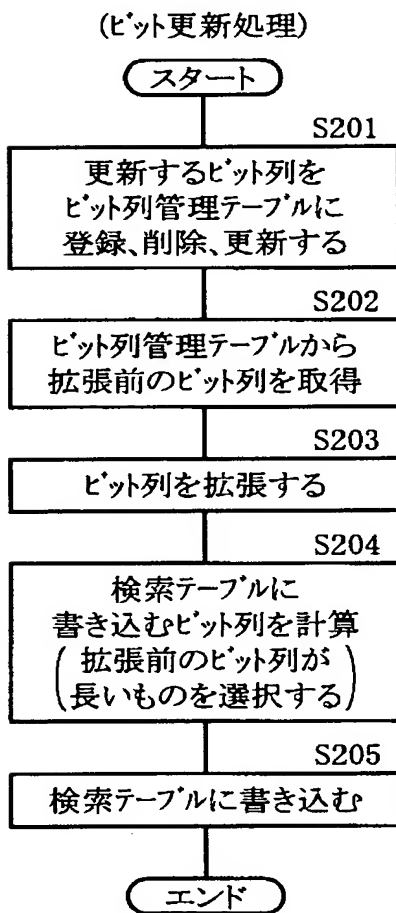 (ビット更新処理)
スタート
S201
更新するビット列を
ビット列管理テーブルに
登録、削除、更新する
S202
ビット列管理テーブルから
拡張前のビット列を取得
S203
ビット列を拡張する
S204
検索テーブルに
書き込むビット列を計算
(拡張前のビット列が
長いものを選択する)
S205
検索テーブルに書き込む
エンド